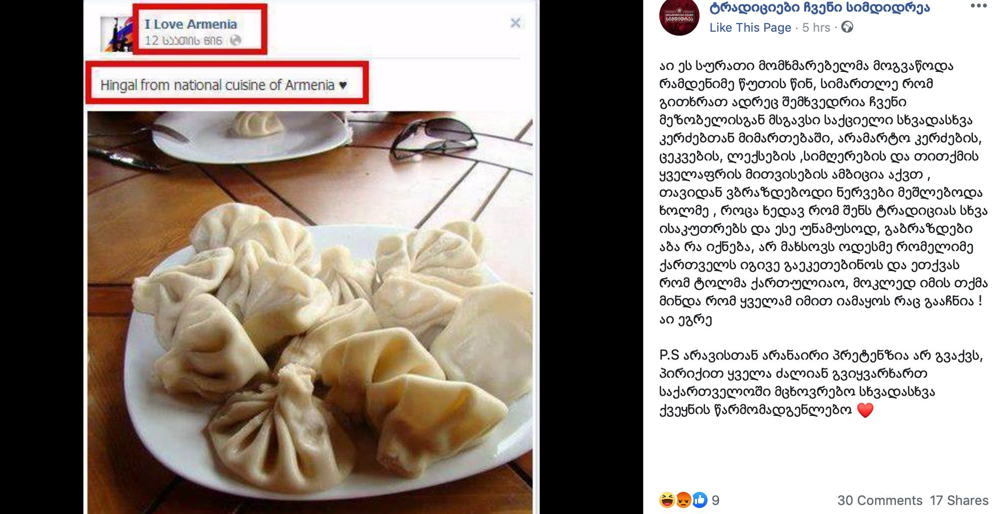 I Love Armenia
12 საათის წინ
Hingal from national cuisine of Armenia ♥
ტრადიციები ჩვენი სიმდიდრეა
ტრადიციები ჩვენი
სიმდიდრეა
Like This Page · 5 hrs ·
აი ეს სურათი მომხმარებელმა მოგვაწოდა
რამდენიმე წუთის წინ, სიმართლე რომ
გითხრათ ადრეც შემხვედრია ჩვენი
მეზობელისგან მსგავსი საქციელი სხვადასხვა
კერძებთან მიმართებაში, არამარტო კერძების,
ცეკვების, ლექსების ,სიმღერების და თითქმის
ყველაფრის მითვისების ამბიცია აქვთ ,
თავიდან ვბრაზდებოდი ნერვები მეშლებოდა
ხოლმე , როცა ხედავ რომ შენს ტრადიციას სხვა
ისაკუთრებს და ესე უნამუსოდ, გაბრაზდები
აბა რა იქნება, არ მახსოვს ოდესმე რომელიმე
ქართველს იგივე გაეკეთებინოს და ეთქვას
რომ ტოლმა ქართულიაო, მოკლედ იმის თქმა
მინდა რომ ყველამ იმით იამაყოს რაც გააჩნია !
აი ეგრე
P.S არავისთან არანაირი პრეტენზია არ გვაქვს,
პირიქით ყველა ძალიან გვიყვარხართ
საქართველოში მცხოვრებო სხვადასხვა
ქვეყნის წარმომადგენლებო ❤️
9
30 Comments 17 Shares